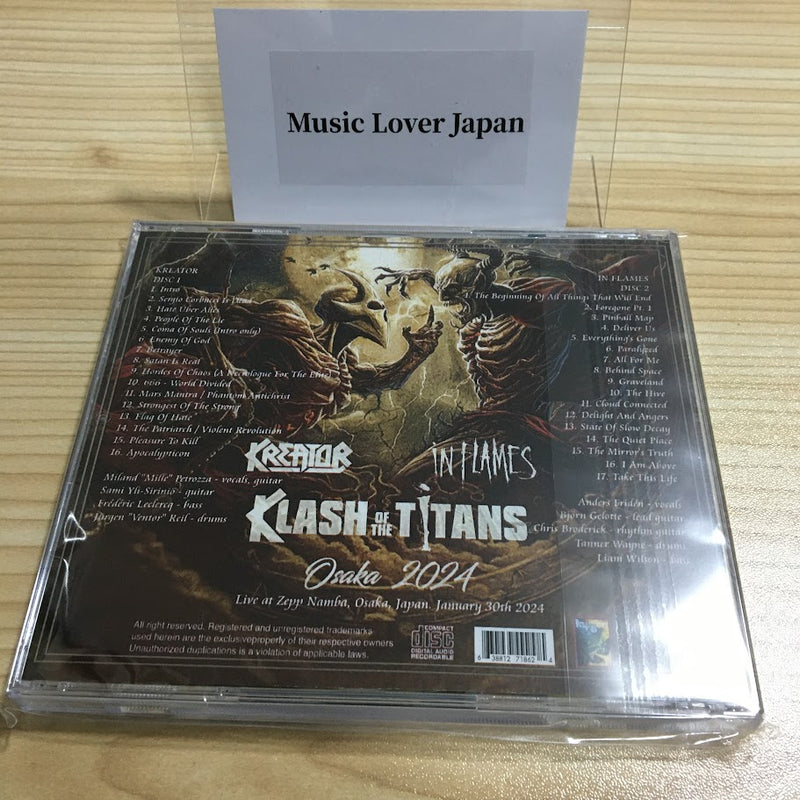 Music Lover Japan
KREATOR
DISC 1
1. Intro
2. Sergio Corbucci Is Dead
3. Hate Über Alles
4. People Of The Lie
5. Coma Of Souls (Intro only)
6. Enemy Of God
7. Betrayer
8. Satan Is Real
9. Hordes Of Chaos (A Necrologue For The Elite)
10. 666 - World Divided
11. Mars Mantra / Phantom Antichrist
12. Strongest Of The Strong
13. Flag Of Hate
14. The Patriarch / Violent Revolution
15. Pleasure To Kill
16. Apocalypticon
Miland "Mille" Petrozza - vocals, guitar
Sami Yli-Sirniö - guitar
Frédéric Leclercq - bass
Jürgen "Ventor" Reil - drums
IN FLAMES
DISC 2
1. The Beginning Of All Things That Will End
2. Foregone Pt. 1
3. Pinball Map
4. Deliver Us
5. Everything's Gone
6. Paralyzed
7. All For Me
8. Behind Space
9. Graveland
10. The Hive
11. Cloud Connected
12. Delight And Angers
13. State Of Slow Decay
14. The Quiet Place
15. The Mirror's Truth
16. I Am Above
17. Take This Life
Anders Fridén - vocals
Björn Gelotte - lead guitar
Chris Broderick - rhythm guitar
Tanner Wayne - drums
Liam Wilson - bass
KREATOR
IN FLAMES
KLASH OF THE TITANS
Osaka 2024
Live at Zepp Namba, Osaka, Japan. January 30th 2024
All right reserved. Registered and unregistered trademarks
used herein are the exclusiveproperty of their respective owners
Unauthorized duplications is a violation of applicable laws.
COMPACT
disc
DIGITAL AUDIO
RECORDABLE
6 38812 71862 4